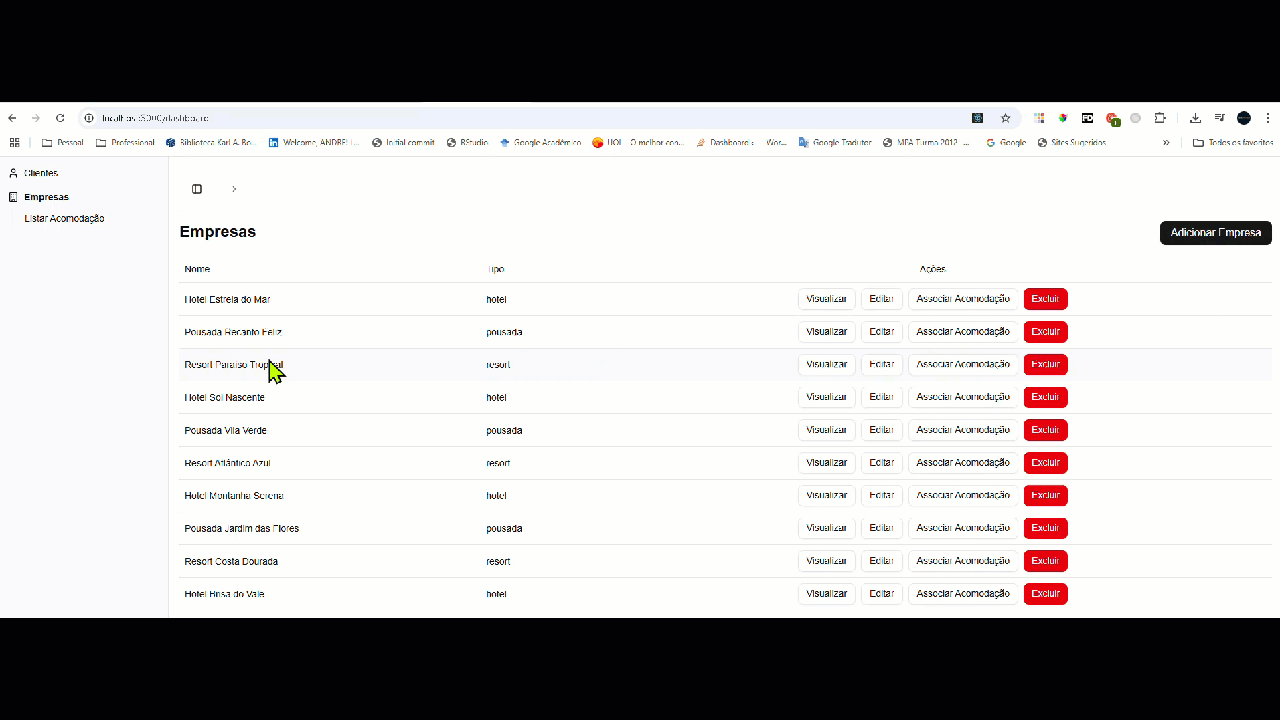 localhost:3000/dashboard
Pessoal Professional Biblioteca Karl A. Bo... Welcome, ANDREI... Initial commit RStudio Google Acadêmico UOL - O melhor con... Dashboard Wor... Google Tradutor MPA Turma 2012 Google Sites Sugeridos » Todos os favoritos
Clientes
Empresas
Listar Acomodação
Empresas
Adicionar Empresa
Nome Tipo Ações
Hotel Estrela do Mar hotel Visualizar Editar Associar Acomodação Excluir
Pousada Recanto Feliz pousada Visualizar Editar Associar Acomodação Excluir
Resort Paraíso Tropical resort Visualizar Editar Associar Acomodação Excluir
Hotel Sol Nascente hotel Visualizar Editar Associar Acomodação Excluir
Pousada Vila Verde pousada Visualizar Editar Associar Acomodação Excluir
Resort Atlântico Azul resort Visualizar Editar Associar Acomodação Excluir
Hotel Montanha Serena hotel Visualizar Editar Associar Acomodação Excluir
Pousada Jardim das Flores pousada Visualizar Editar Associar Acomodação Excluir
Resort Costa Dourada resort Visualizar Editar Associar Acomodação Excluir
Hotel Brisa do Vale hotel Visualizar Editar Associar Acomodação Excluir